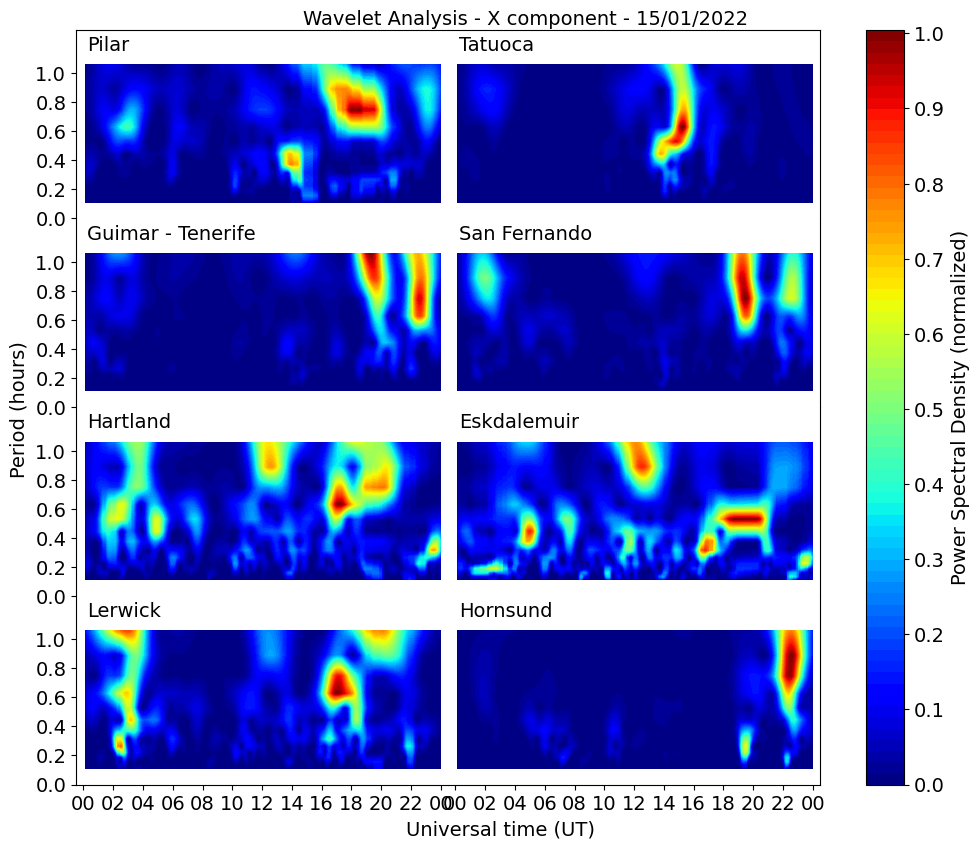 Wavelet Analysis - X component - 15/01/2022
Pilar
Tatuoca
1.0
0.8
0.6
0.4
0.2
0.0
Guimar - Tenerife
San Fernando
1.0
0.8
0.6
0.4
0.2
0.0
Hartland
Eskdalemuir
1.0
0.8
0.6
0.4
0.2
0.0
Lerwick
Hornsund
1.0
0.8
0.6
0.4
0.2
0.0
Period (hours)
00 02 04 06 08 10 12 14 16 18 20 22 00
00 02 04 06 08 10 12 14 16 18 20 22 00
Universal time (UT)
1.0
0.9
0.8
0.7
0.6
0.5
0.4
0.3
0.2
0.1
0.0
Power Spectral Density (normalized)